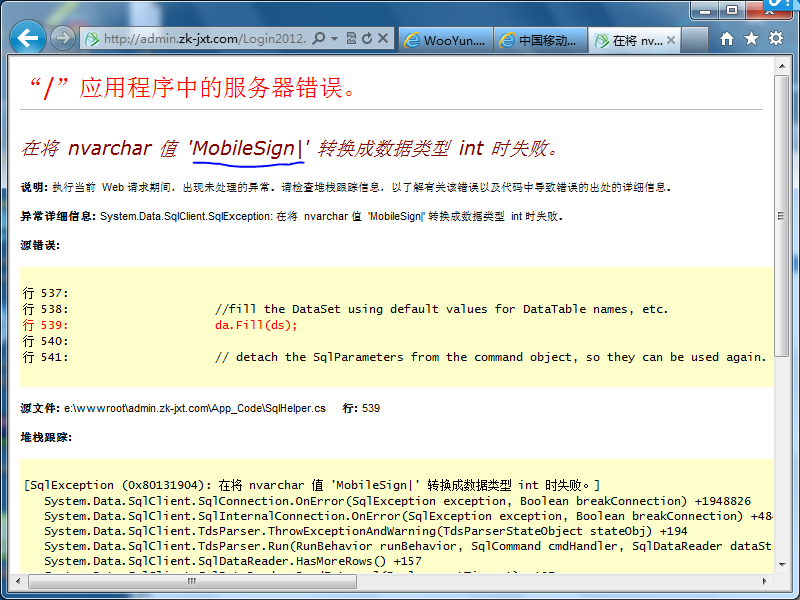 http://admin.zk-jxt.com/Login2012.
WooYun....
中国移动...
在将 nv...
“/”应用程序中的服务器错误。
在将 nvarchar 值 'MobileSign|' 转换成数据类型 int 时失败。
说明: 执行当前 Web 请求期间，出现未处理的异常。请检查堆栈跟踪信息，以了解有关该错误以及代码中导致错误的出处的详细信息。
异常详细信息: System.Data.SqlClient.SqlException: 在将 nvarchar 值 'MobileSign|' 转换成数据类型 int 时失败。
源错误:
行 537:
行 538: //fill the DataSet using default values for DataTable names, etc.
行 539: da.Fill(ds);
行 540:
行 541: // detach the SqlParameters from the command object, so they can be used again.
源文件: e:\wwwroot\admin.zk-jxt.com\App_Code\SqlHelper.cs 行: 539
堆栈跟踪:
[SqlException (0x80131904): 在将 nvarchar 值 'MobileSign|' 转换成数据类型 int 时失败。]
System.Data.SqlClient.SqlConnection.OnError(SqlException exception, Boolean breakConnection) +1948826
System.Data.SqlClient.SqlInternalConnection.OnError(SqlException exception, Boolean breakConnection) +484
System.Data.SqlClient.TdsParser.ThrowExceptionAndWarning(TdsParserStateObject stateObj) +194
System.Data.SqlClient.TdsParser.Run(RunBehavior runBehavior, SqlCommand cmdHandler, SqlDataReader dataSt
System.Data.SqlClient.SqlDataReader.HasMoreRows() +157